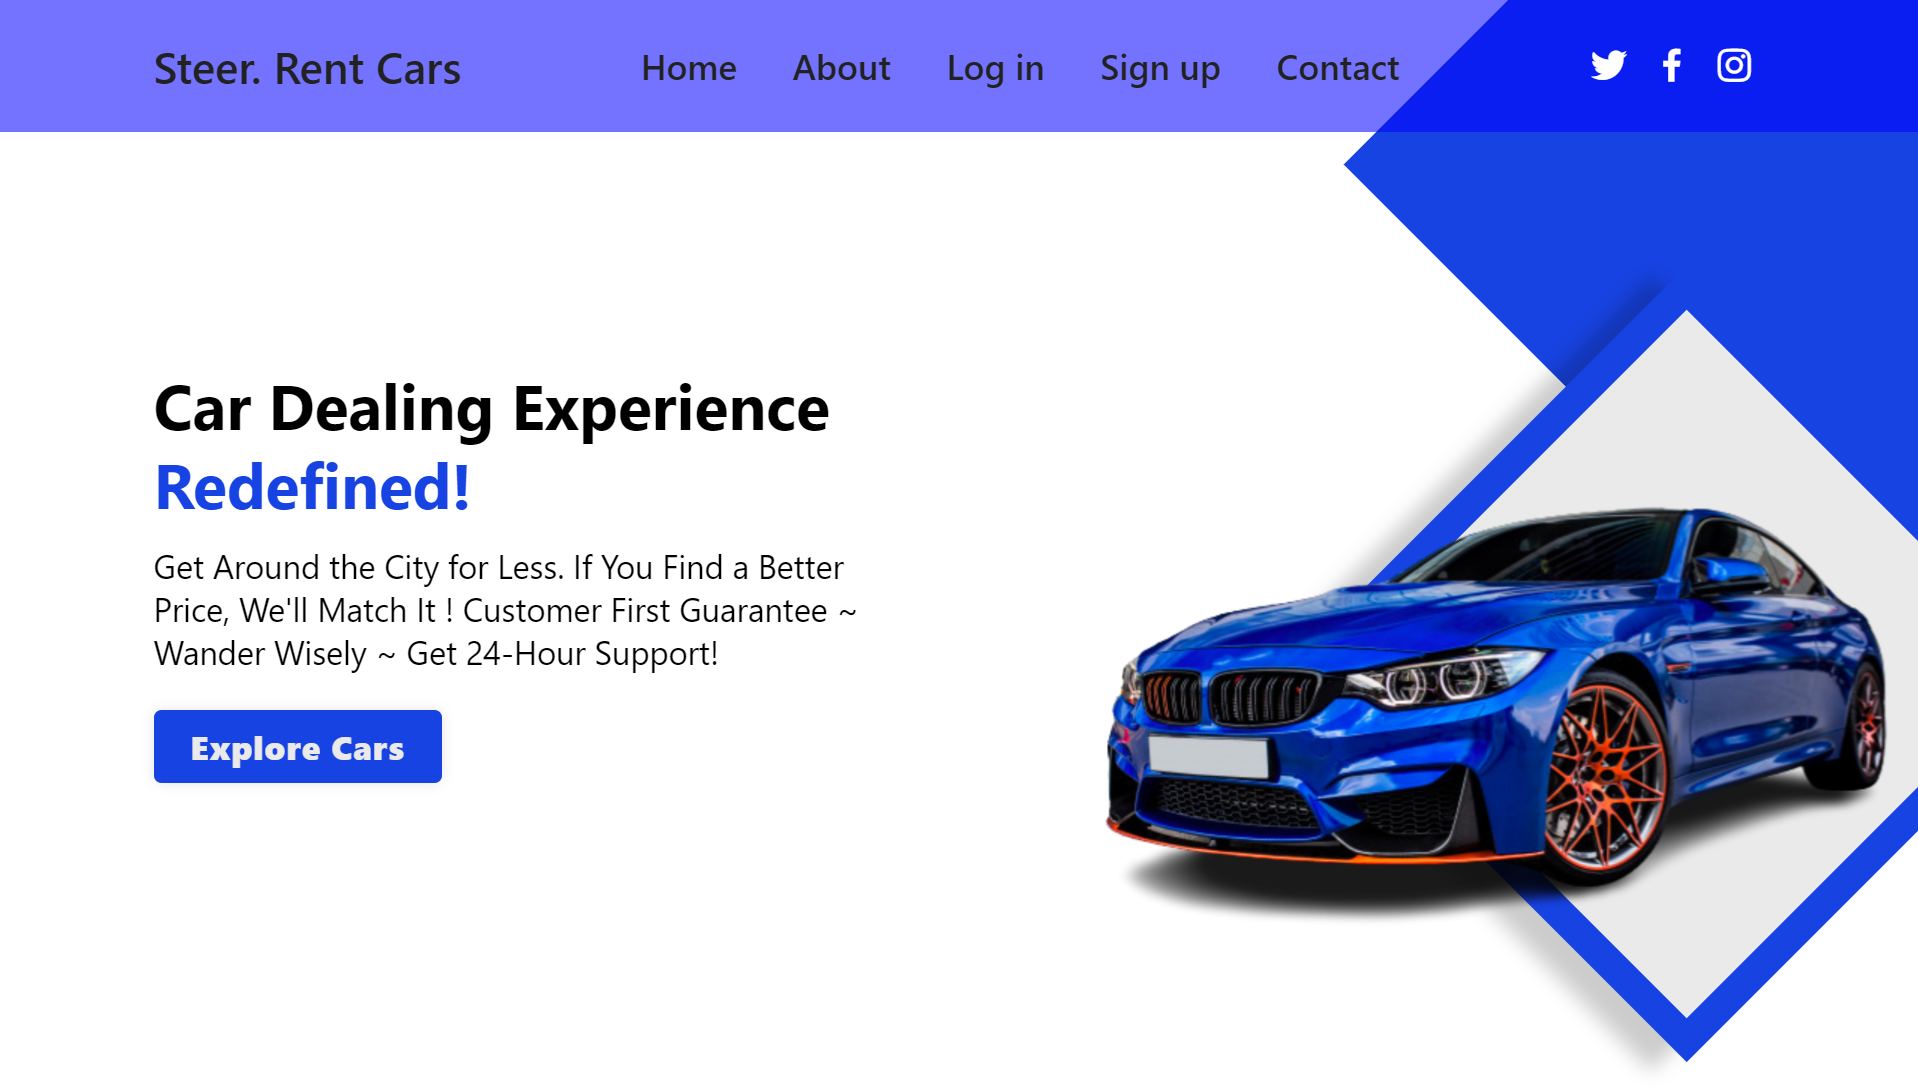 Steer. Rent Cars
Home About Log in Sign up Contact
Car Dealing Experience
Redefined!
Get Around the City for Less. If You Find a Better
Price, We'll Match It ! Customer First Guarantee ~
Wander Wisely ~ Get 24-Hour Support!
Explore Cars